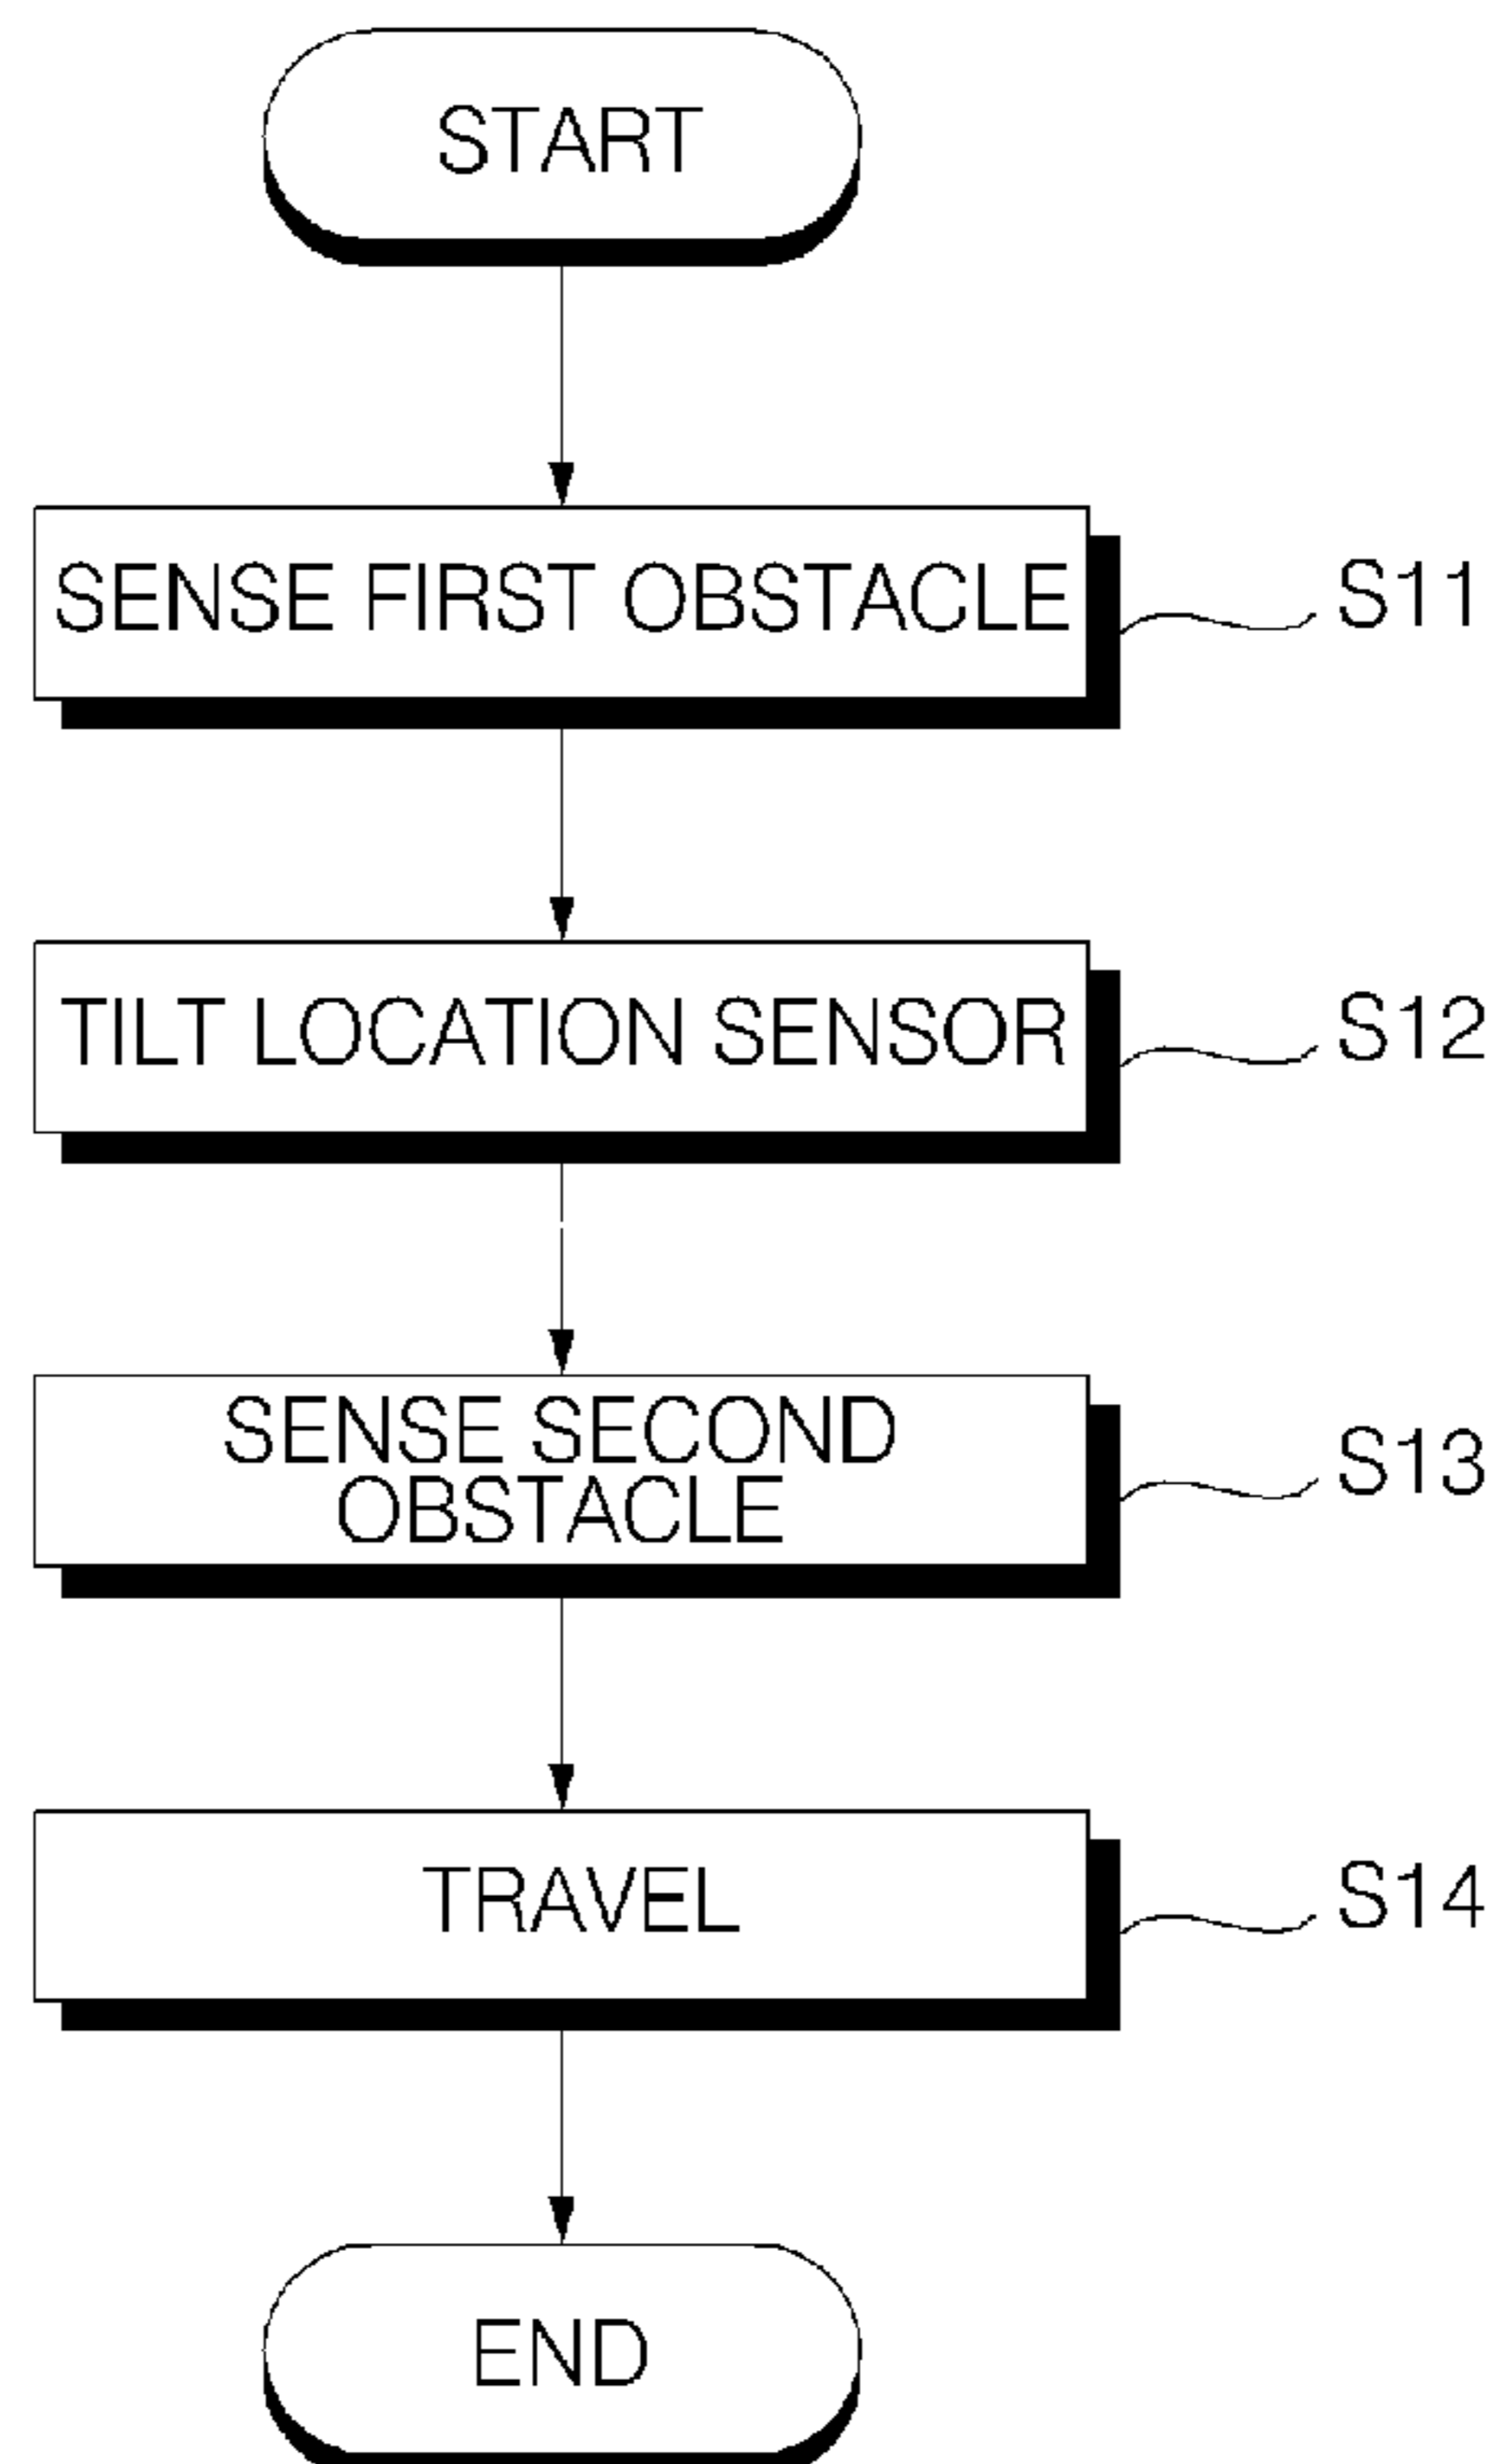 START
SENSE FIRST OBSTACLE
S11
TILT LOCATION SENSOR
S12
SENSE SECOND
OBSTACLE
S13
TRAVEL
S14
END